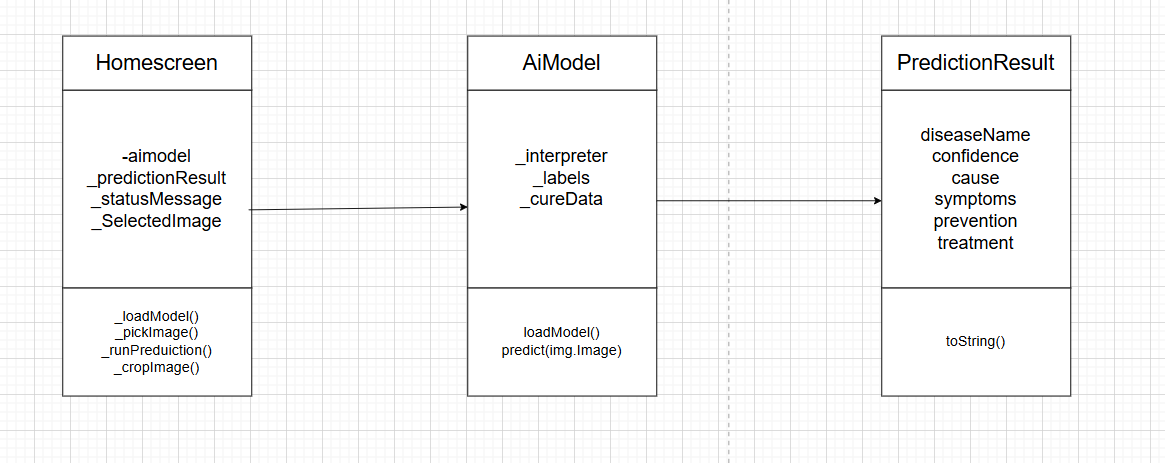 Homescreen
-aimodel
_predictionResult
_statusMessage
_SelectedImage
_loadModel()
_pickImage()
_runPreduiction()
_cropImage()
AiModel
_interpreter
_labels
_cureData
loadModel()
predict(img.Image)
PredictionResult
diseaseName
confidence
cause
symptoms
prevention
treatment
toString()